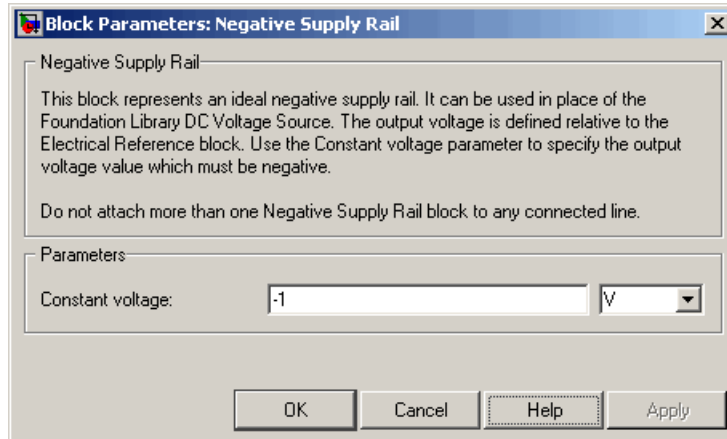 Block Parameters: Negative Supply Rail
Negative Supply Rail
This block represents an ideal negative supply rail. It can be used in place of the
Foundation Library DC Voltage Source. The output voltage is defined relative to the
Electrical Reference block. Use the Constant voltage parameter to specify the output
voltage value which must be negative.
Do not attach more than one Negative Supply Rail block to any connected line.
Parameters
Constant voltage: -1 V
OK Cancel Help Apply